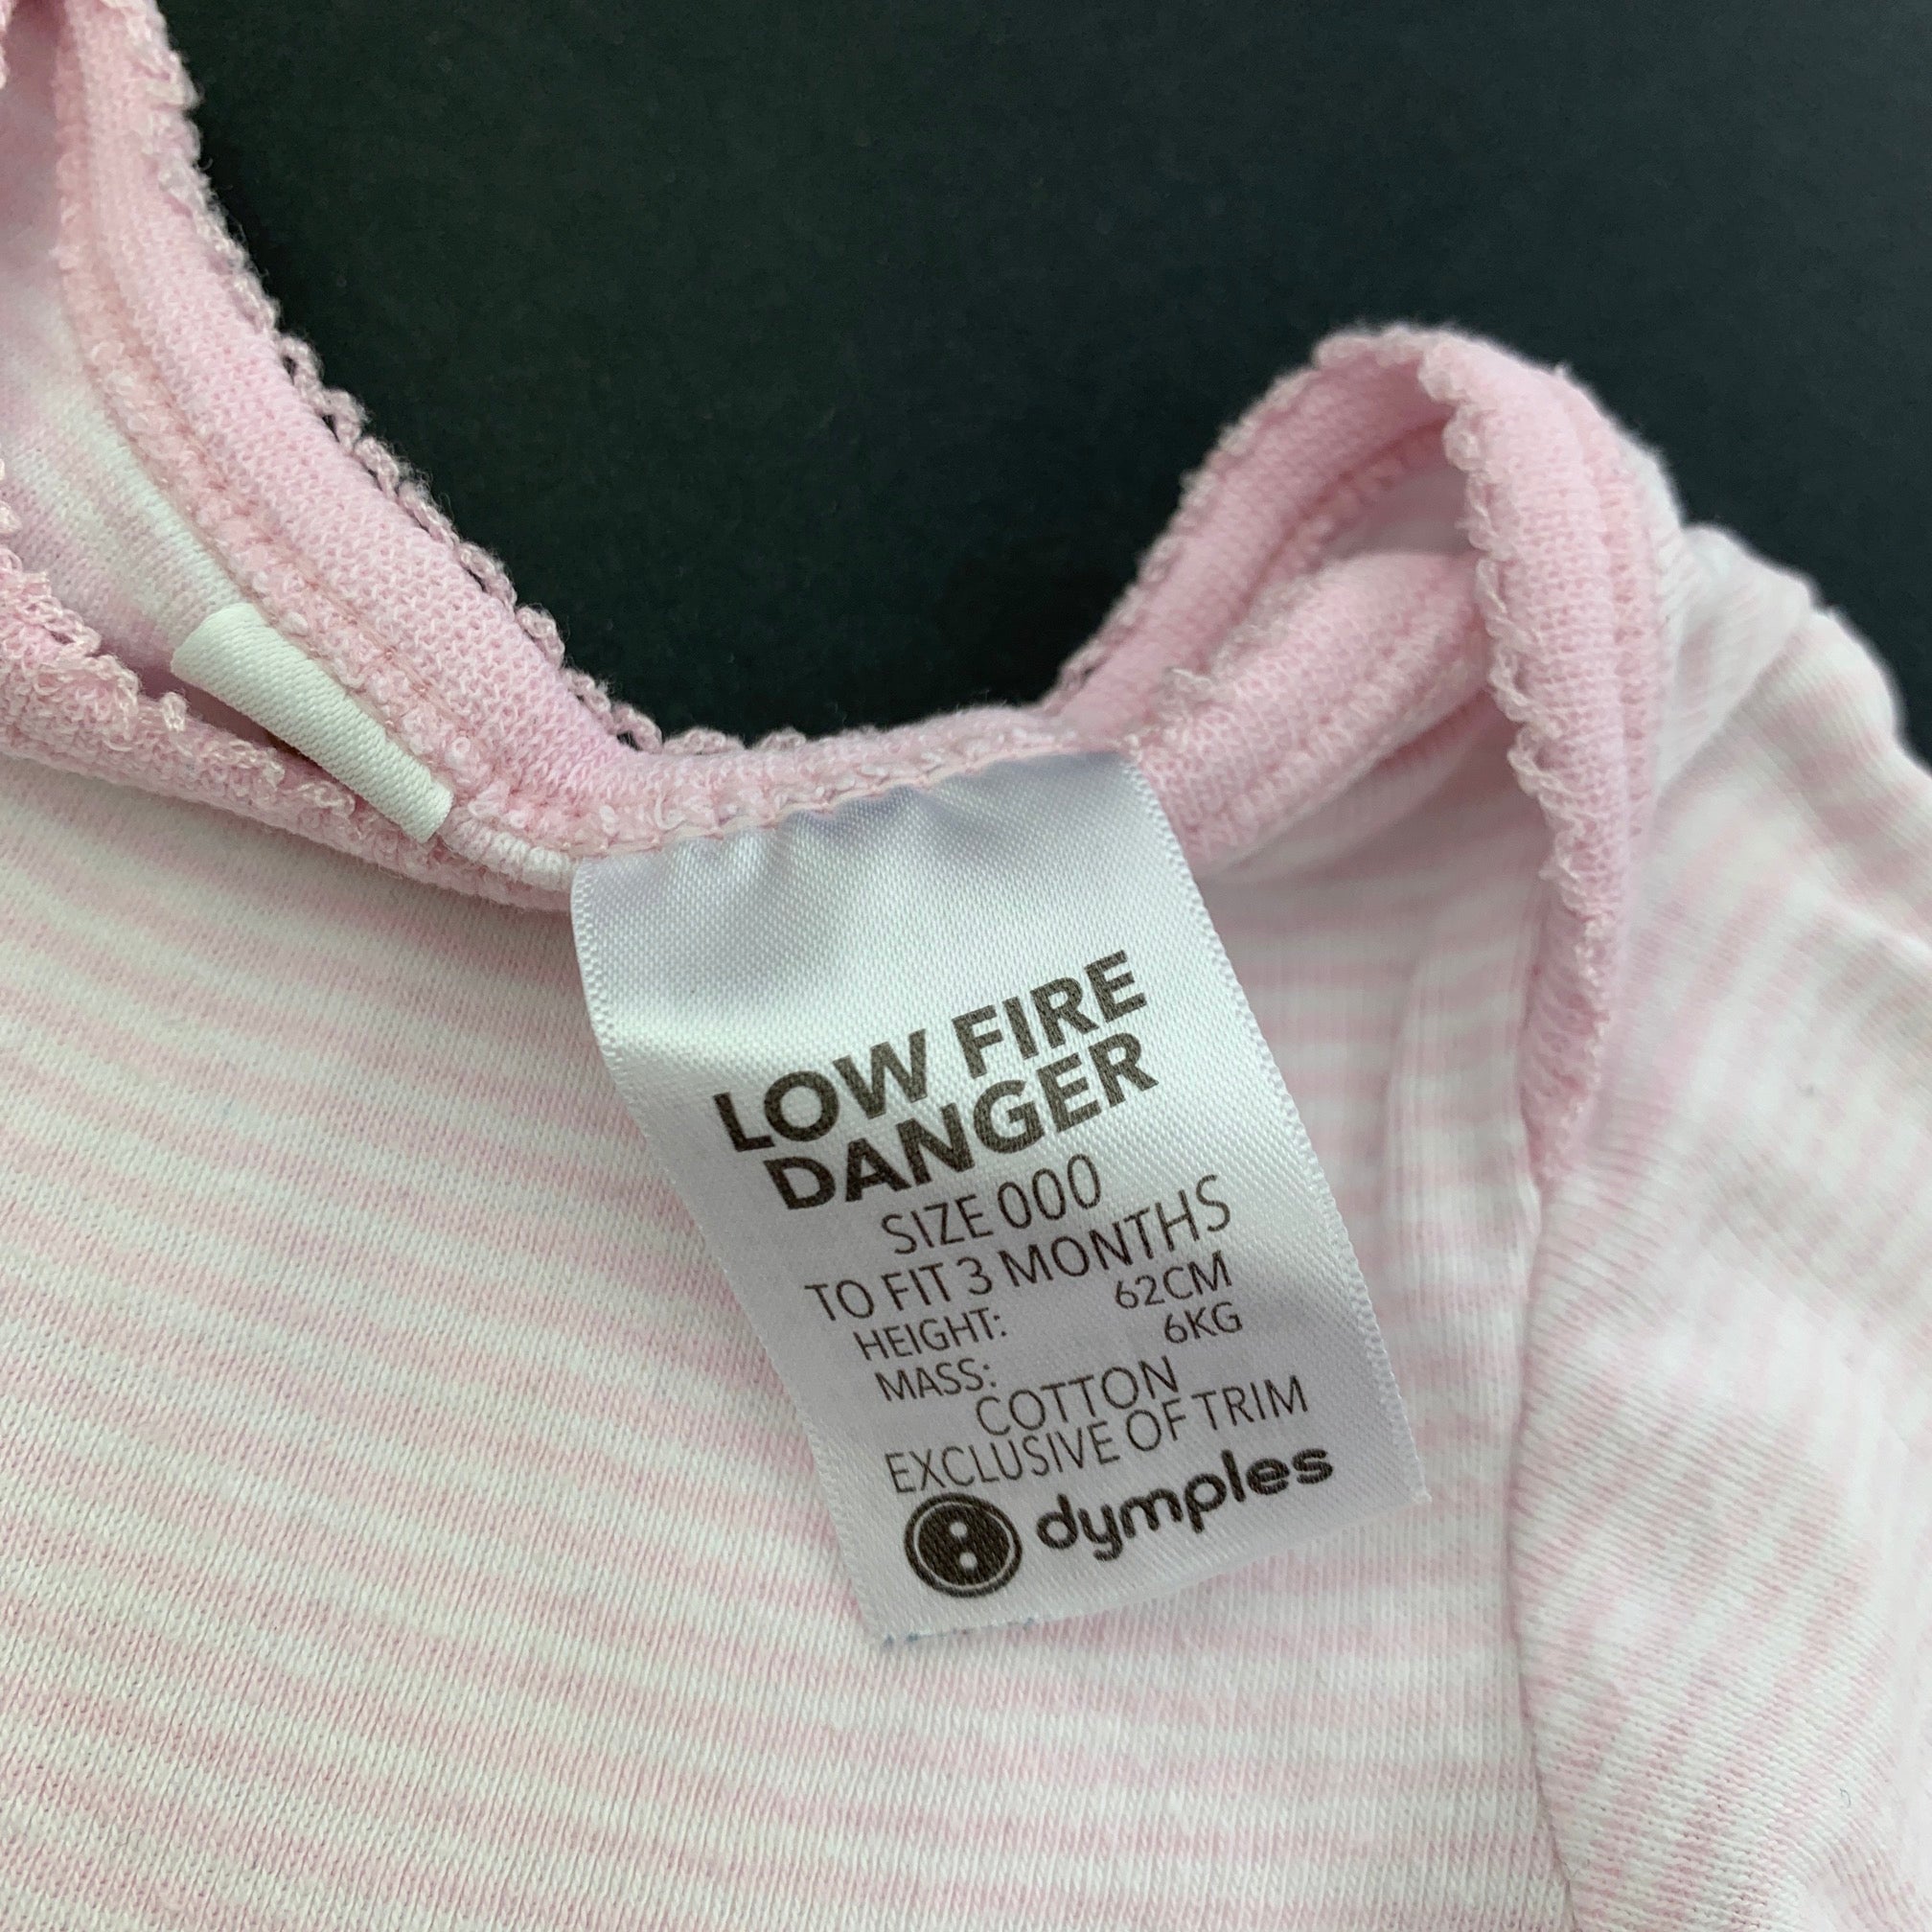 LOW FIRE
DANGER
SIZE 000
TO FIT 3 MONTHS
HEIGHT: 62CM
MASS: 6KG
COTTON
EXCLUSIVE OF TRIM
dymples